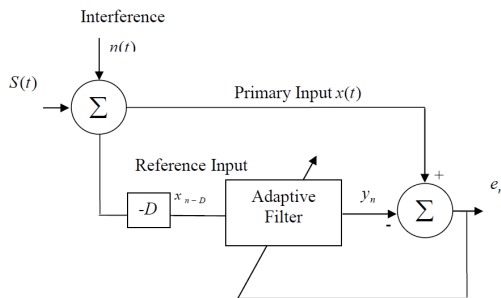 Interference
n(t)
S(t)
Σ
Primary Input x(t)
Reference Input
+
-D
x n-D
Adaptive
Filter
y n
-
Σ